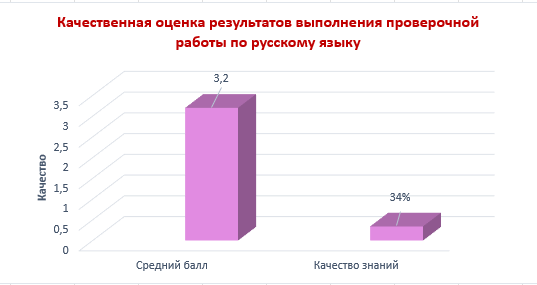 Качественная оценка результатов выполнения проверочной
работы по русскому языку
3,2
3,5
3
2,5
2
1,5
1
0,5
0
34%
Качество
Средний балл
Качество знаний